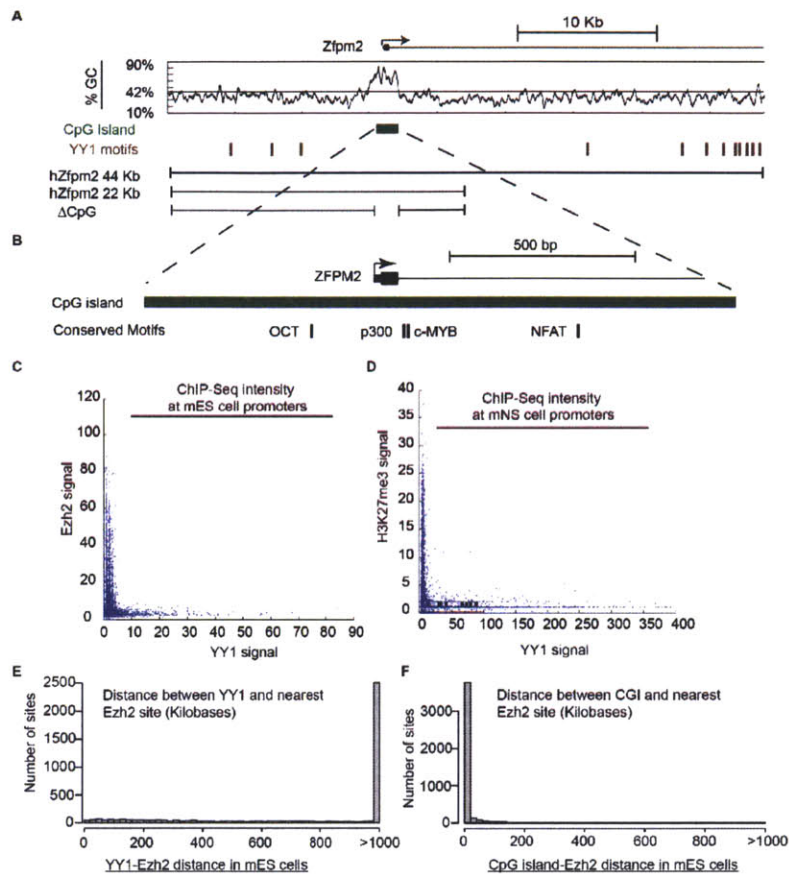 A
10 Kb
Zfpm2
% GC
90%
42%
10%
CpG Island
YY1 motifs
hZfpm2 44 Kb
hZfpm2 22 Kb
ΔCpG
B
500 bp
ZFPM2
CpG island
Conserved Motifs
OCT
p300
c-MYB
NFAT
C
ChIP-Seq intensity
at mES cell promoters
Ezh2 signal
120
100
80
60
40
20
0
0 10 20 30 40 50 60 70 80 90
YY1 signal
D
ChIP-Seq intensity
at mNS cell promoters
H3K27me3 signal
40
35
30
25
20
15
10
5
0
0 50 100 150 200 250 300 350 400
YY1 signal
E
Distance between YY1 and nearest
Ezh2 site (Kilobases)
Number of sites
2500
1500
1000
500
0
0 200 400 600 800 >1000
YY1-Ezh2 distance in mES cells
F
Distance between CGI and nearest
Ezh2 site (Kilobases)
Number of sites
3000
2000
1000
0
0 200 400 600 800 >1000
CpG island-Ezh2 distance in mES cells